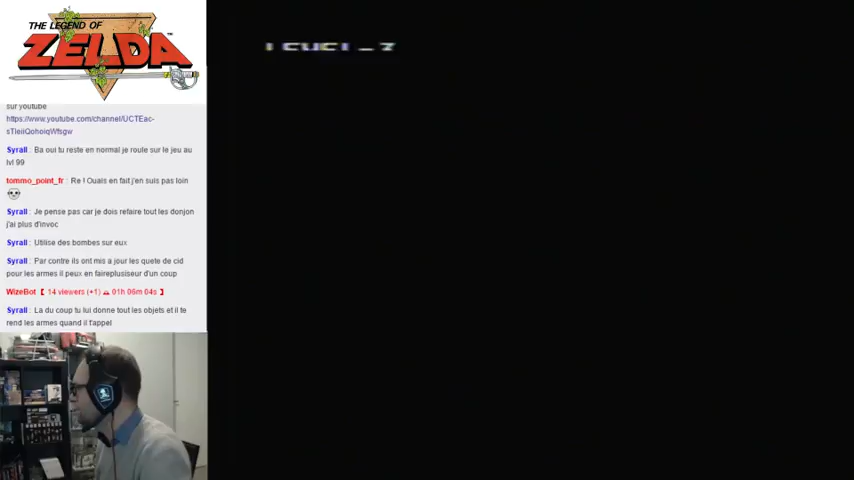 THE LEGEND OF
ZELDA
sur youtube
https://www.youtube.com/channel/UCTEac-
sTIeiiQohoiqWfsgw
Syrall : Ba oui tu reste en normal je roule sur le jeu au
lvl 99
tommo_point_fr : Re ! Ouais en fait j'en suis pas loin
Syrall : Je pense pas car je dois refaire tout les donjon
j'ai plus d'invoc
Syrall : Utilise des bombes sur eux
Syrall : Par contre ils ont mis a jour les quete de cid
pour les armes il peux en faireplusieur d'un coup
WizeBot 【 14 viewers (+1) 01h 06m 04s 】
Syrall : La du coup tu lui donne tout les objets et il te
rend les armes quand il t'appel